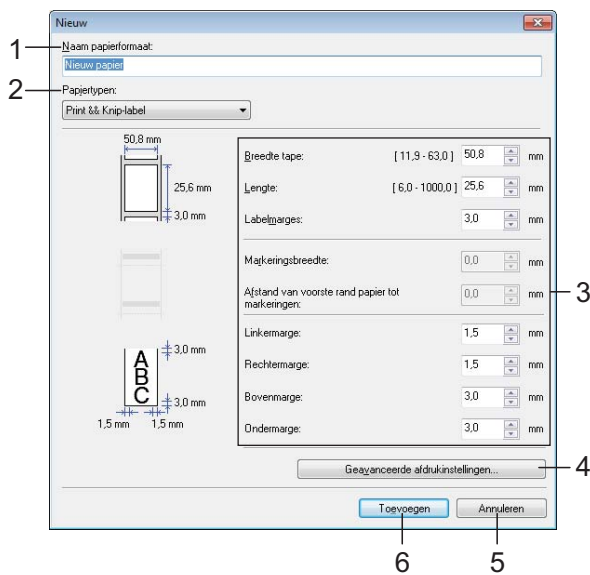 Nieuw
1
Naam papierformaat:
Nieuw papier
2
Papiertypen:
Print && Knip-label
50,8 mm
25,6 mm
3,0 mm
3,0 mm
A
B
C
3,0 mm
1,5 mm 1,5 mm
Breedte tape: [ 11,9 - 63,0 ] 50,8 mm
Lengte: [ 6,0 - 1000,0 ] 25,6 mm
Labelmarges: 3,0 mm
Markeringsbreedte: 0,0 mm
Afstand van voorste rand papier tot
markeringen: 0,0 mm
3
Linkermarge: 1,5 mm
Rechtermarge: 1,5 mm
Bovenmarge: 3,0 mm
Ondermarge: 3,0 mm
Geavanceerde afdrukinstellingen...
4
Toevoegen Annuleren
6 5